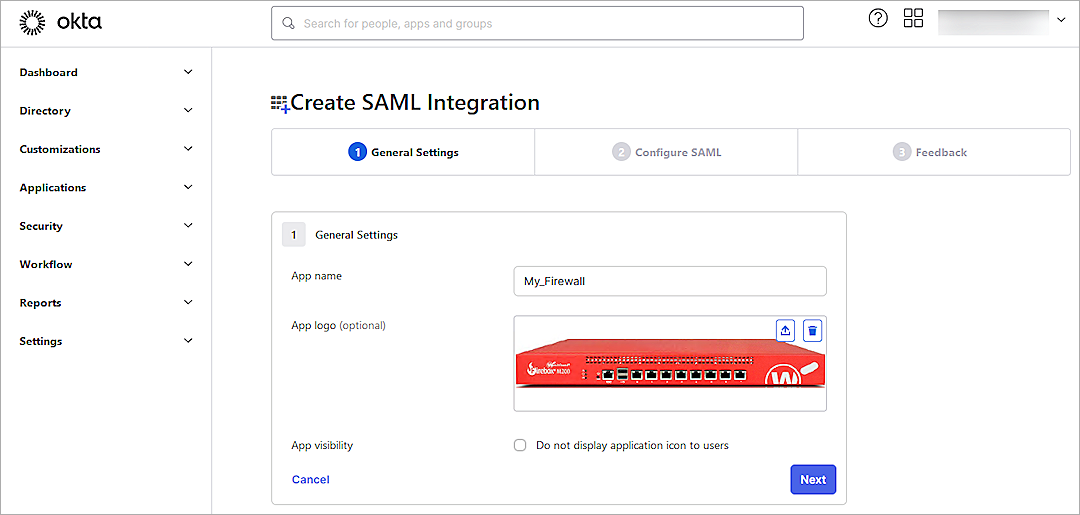 okta
Search for people, apps and groups
Dashboard
Directory
Customizations
Applications
Security
Workflow
Reports
Settings
Create SAML Integration
1 General Settings
2 Configure SAML
3 Feedback
1 General Settings
App name
My_Firewall
App logo (optional)
Firebox M200
App visibility
Do not display application icon to users
Cancel
Next